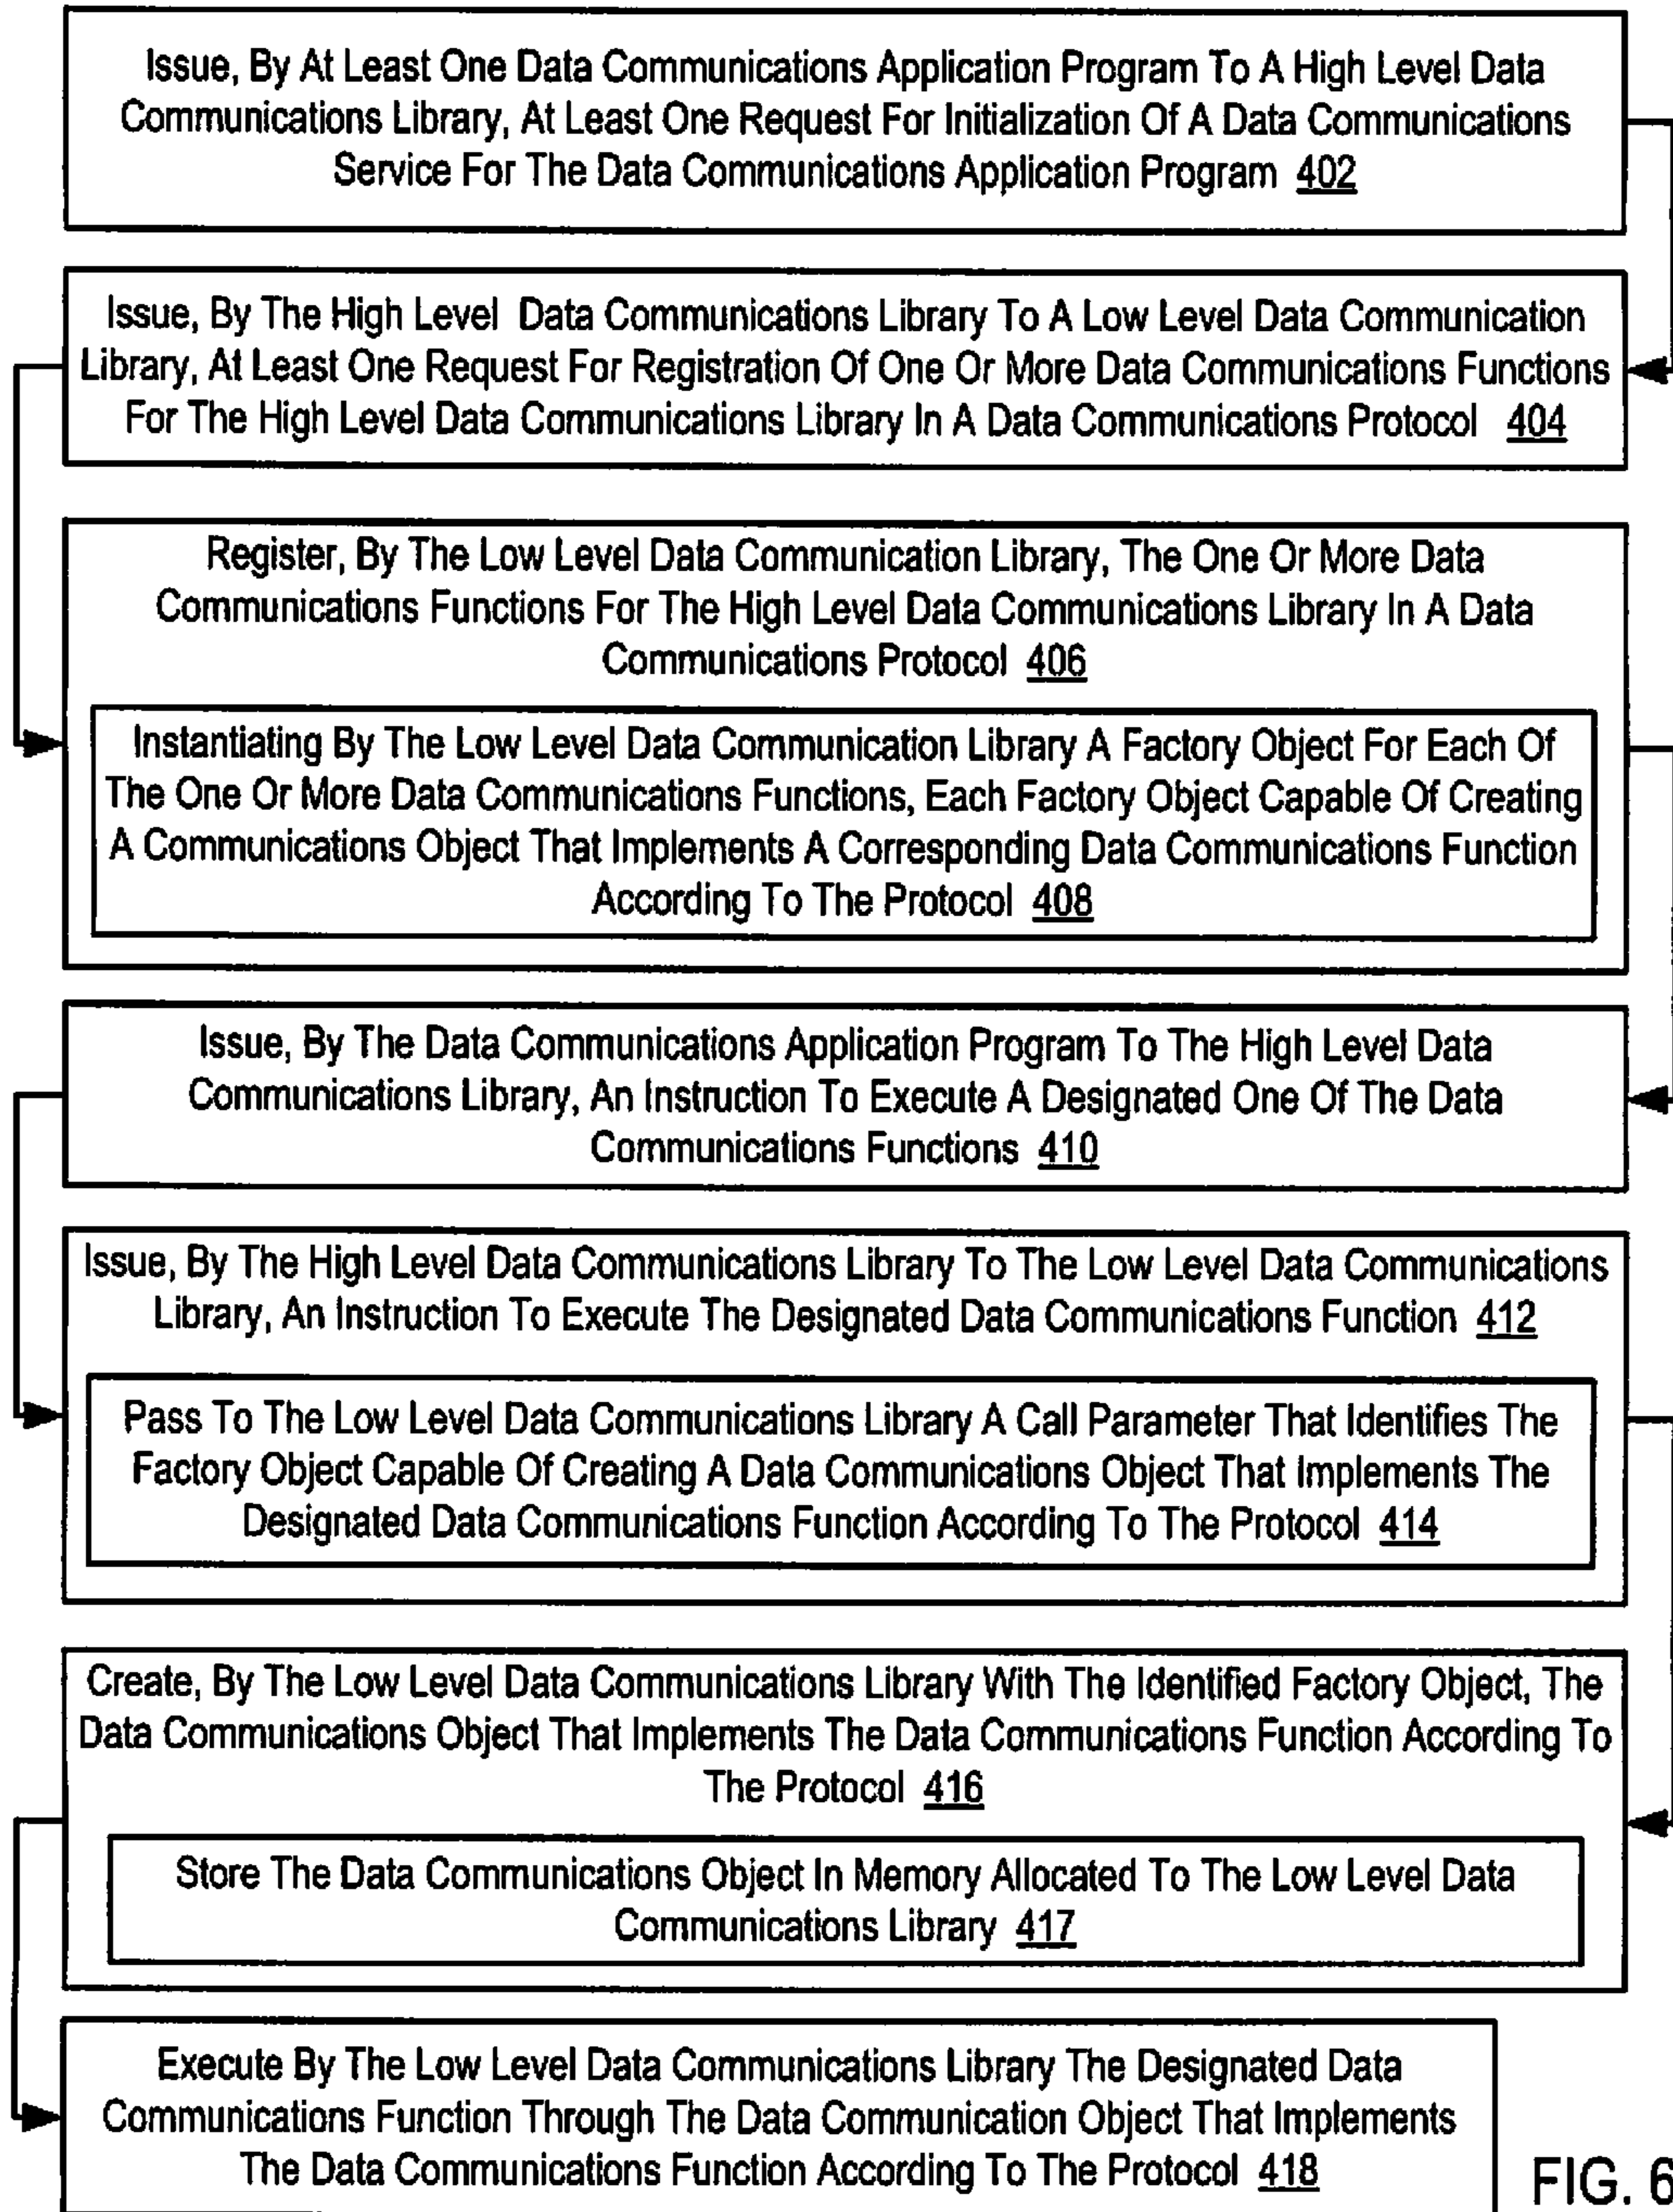 Issue, By At Least One Data Communications Application Program To A High Level Data
Communications Library, At Least One Request For Initialization Of A Data Communications
Service For The Data Communications Application Program 402
Issue, By The High Level Data Communications Library To A Low Level Data Communication
Library, At Least One Request For Registration Of One Or More Data Communications Functions
For The High Level Data Communications Library In A Data Communications Protocol 404
Register, By The Low Level Data Communication Library, The One Or More Data
Communications Functions For The High Level Data Communications Library In A Data
Communications Protocol 406
Instantiating By The Low Level Data Communication Library A Factory Object For Each Of
The One Or More Data Communications Functions, Each Factory Object Capable Of Creating
A Communications Object That Implements A Corresponding Data Communications Function
According To The Protocol 408
Issue, By The Data Communications Application Program To The High Level Data
Communications Library, An Instruction To Execute A Designated One Of The Data
Communications Functions 410
Issue, By The High Level Data Communications Library To The Low Level Data Communications
Library, An Instruction To Execute The Designated Data Communications Function 412
Pass To The Low Level Data Communications Library A Call Parameter That Identifies The
Factory Object Capable Of Creating A Data Communications Object That Implements The
Designated Data Communications Function According To The Protocol 414
Create, By The Low Level Data Communications Library With The Identified Factory Object, The
Data Communications Object That Implements The Data Communications Function According To
The Protocol 416
Store The Data Communications Object In Memory Allocated To The Low Level Data
Communications Library 417
Execute By The Low Level Data Communications Library The Designated Data
Communications Function Through The Data Communication Object That Implements
The Data Communications Function According To The Protocol 418
FIG. 6